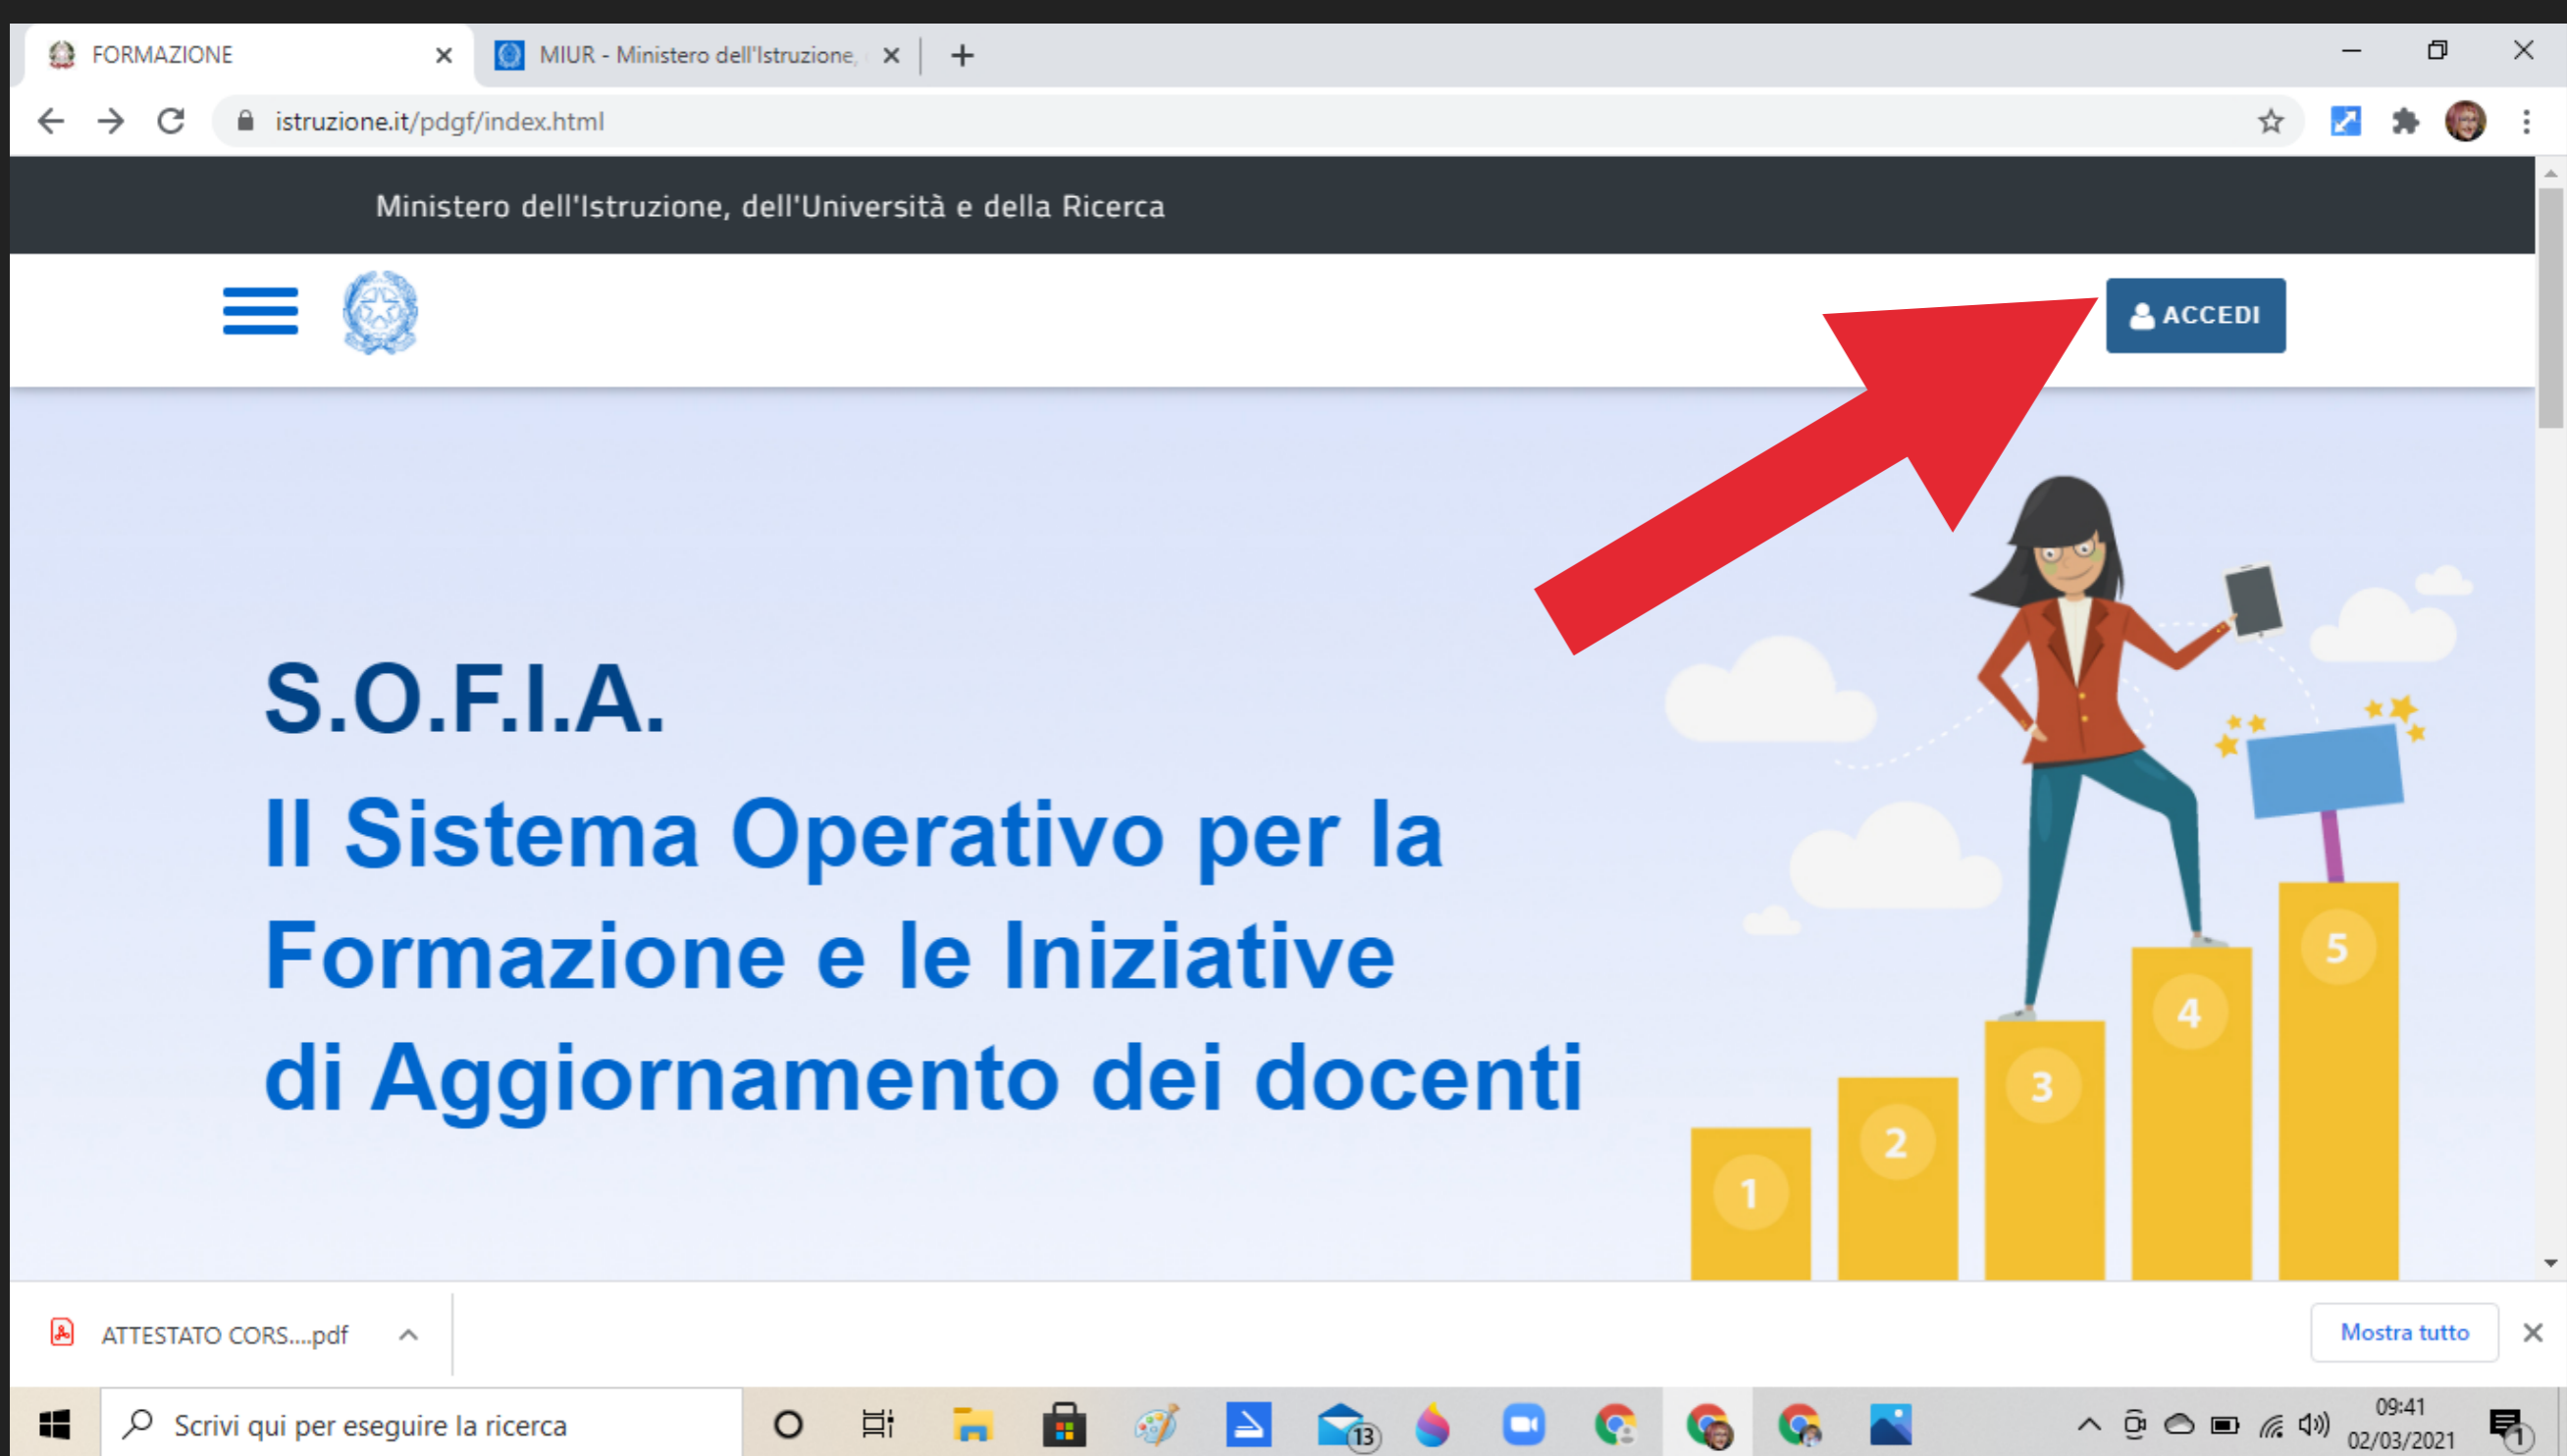 FORMAZIONE
MIUR - Ministero dell'Istruzione,
istruzione.it/pdgf/index.html
Ministero dell'Istruzione, dell'Università e della Ricerca
ACCEDI
S.O.F.I.A.
Il Sistema Operativo per la
Formazione e le Iniziative
di Aggiornamento dei docenti
1
2
3
4
5
ATTESTATO CORS....pdf
Mostra tutto
Scrivi qui per eseguire la ricerca
13
09:41
02/03/2021
1